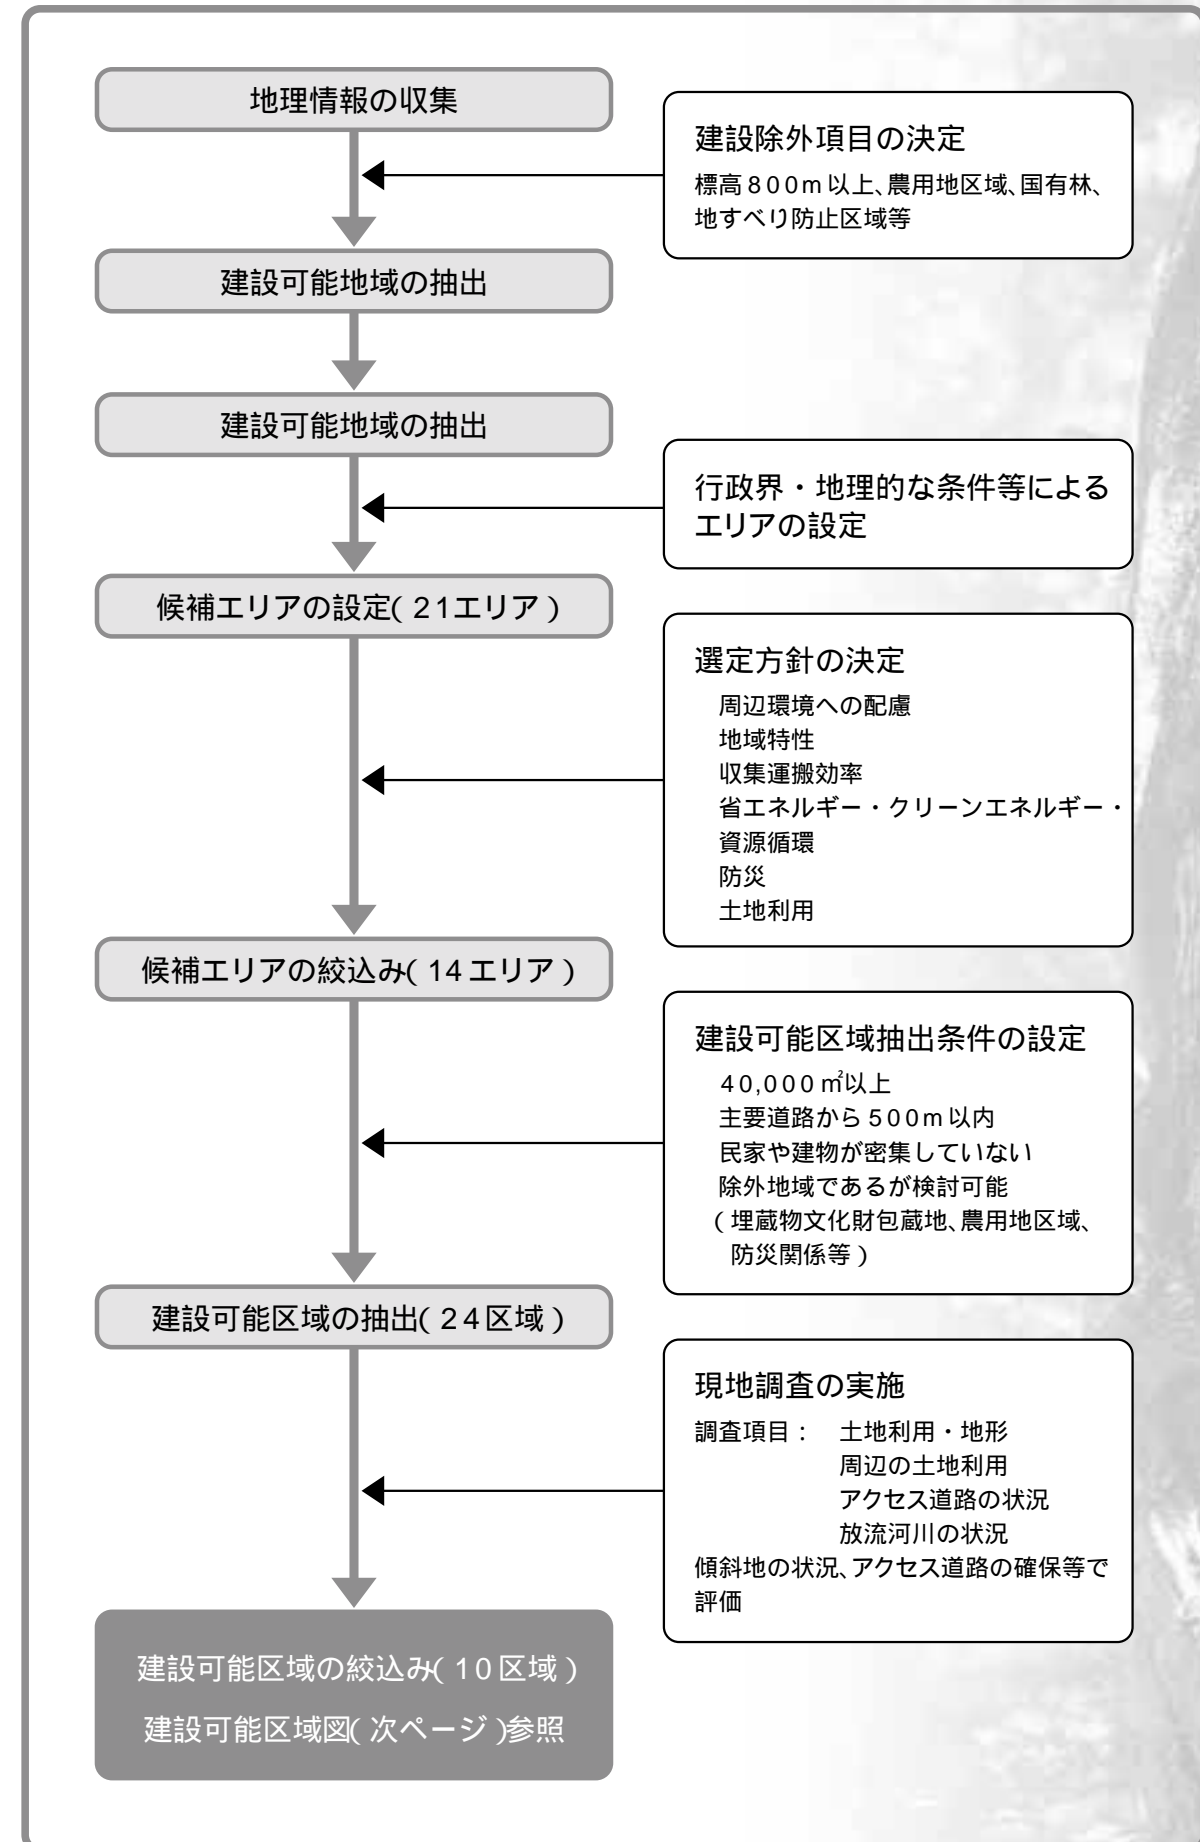 地理情報の収集
建設除外項目の決定
標高800m以上、農用地区域、国有林、
地すべり防止区域等
建設可能地域の抽出
建設可能地域の抽出
行政界・地理的な条件等による
エリアの設定
候補エリアの設定(21エリア)
選定方針の決定
周辺環境への配慮
地域特性
収集運搬効率
省エネルギー・クリーンエネルギー・
資源循環
防災
土地利用
候補エリアの絞込み(14エリア)
建設可能区域抽出条件の設定
40,000㎡以上
主要道路から500m以内
民家や建物が密集していない
除外地域であるが検討可能
(埋蔵物文化財包蔵地、農用地区域、
防災関係等)
建設可能区域の抽出(24区域)
現地調査の実施
調査項目: 土地利用・地形
周辺の土地利用
アクセス道路の状況
放流河川の状況
傾斜地の状況、アクセス道路の確保等で
評価
建設可能区域の絞込み(10区域)
建設可能区域図(次ページ)参照